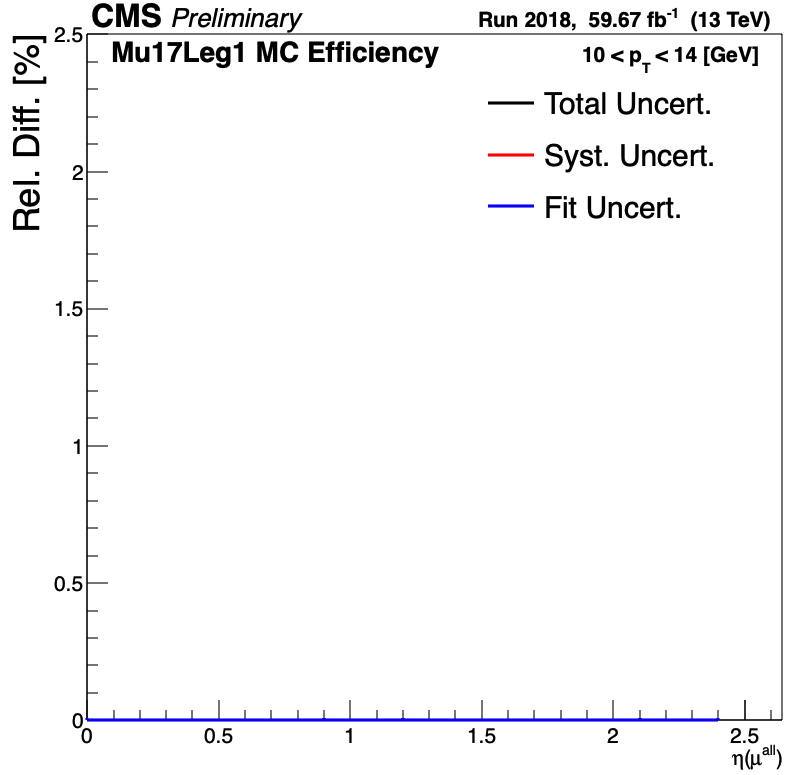 CMS Preliminary
Run 2018, 59.67 fb⁻¹ (13 TeV)
Mu17Leg1 MC Efficiency
10 < p_T < 14 [GeV]
Total Uncert.
Syst. Uncert.
Fit Uncert.
Rel. Diff. [%]
2.5
2
1.5
1
0.5
0
0 0.5 1 1.5 2 2.5
η(μ^all)